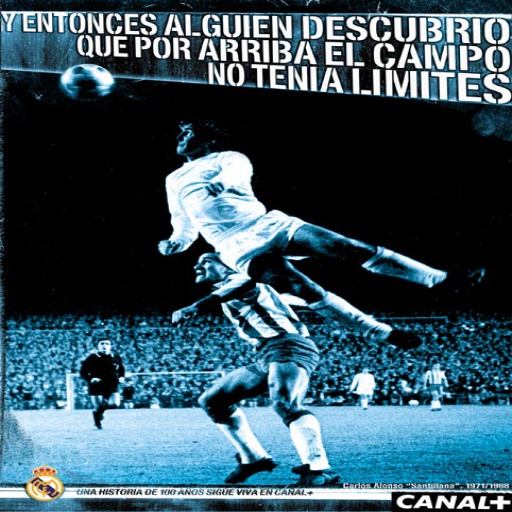 Y ENTONCES ALGUIEN DESCUBRIO
QUE POR ARRIBA EL CAMPO
NO TENIA LIMITES
Carlos Alonso "Santillana". 1971/1988
UNA HISTORIA DE 100 AÑOS SIGUE VIVA EN CANAL+
CANAL+